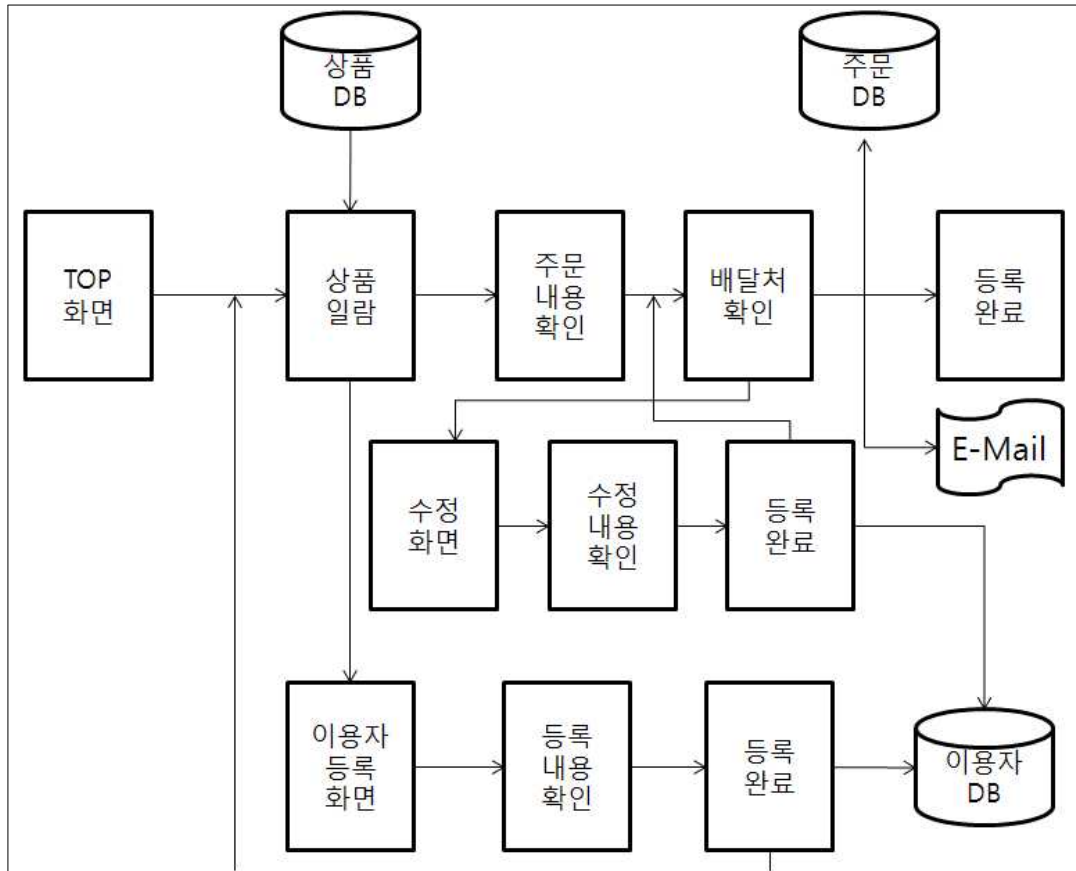 상품
DB
주문
DB
TOP
화면
상품
일람
주문
내용
확인
배달처
확인
등록
완료
E-Mail
수정
화면
수정
내용
확인
등록
완료
이용자
등록
화면
등록
내용
확인
등록
완료
이용자
DB